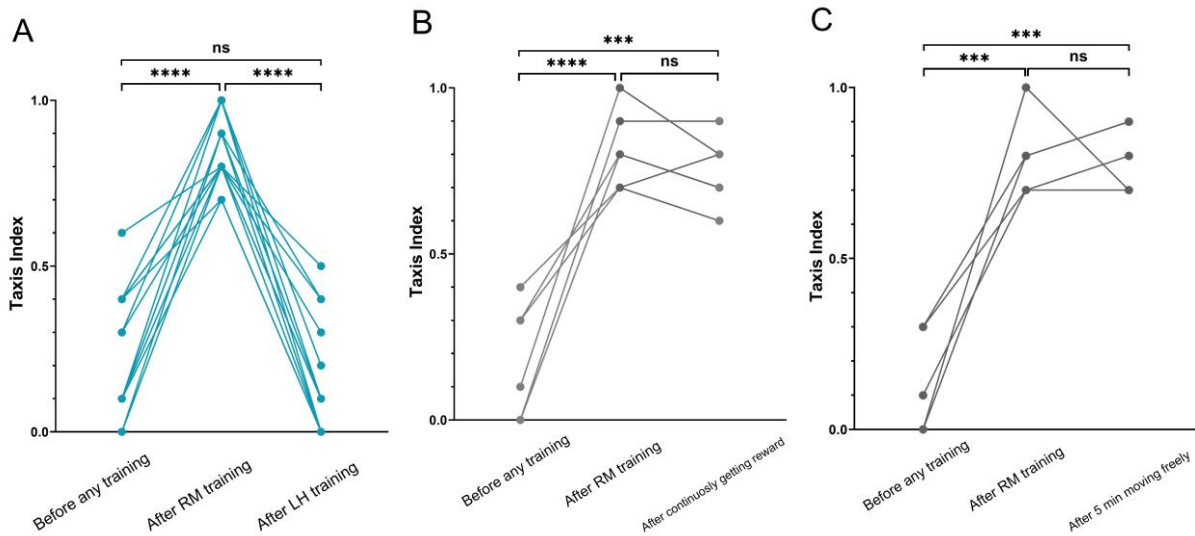 A
ns
**** ****
Taxis Index
1.0
0.5
0.0
Before any training
After RM training
After LH training
B
***
**** ns
Taxis Index
1.0
0.5
0.0
Before any training
After RM training
After continuosly getting reward
C
***
*** ns
Taxis Index
1.0
0.5
0.0
Before any training
After RM training
After 5 min moving freely